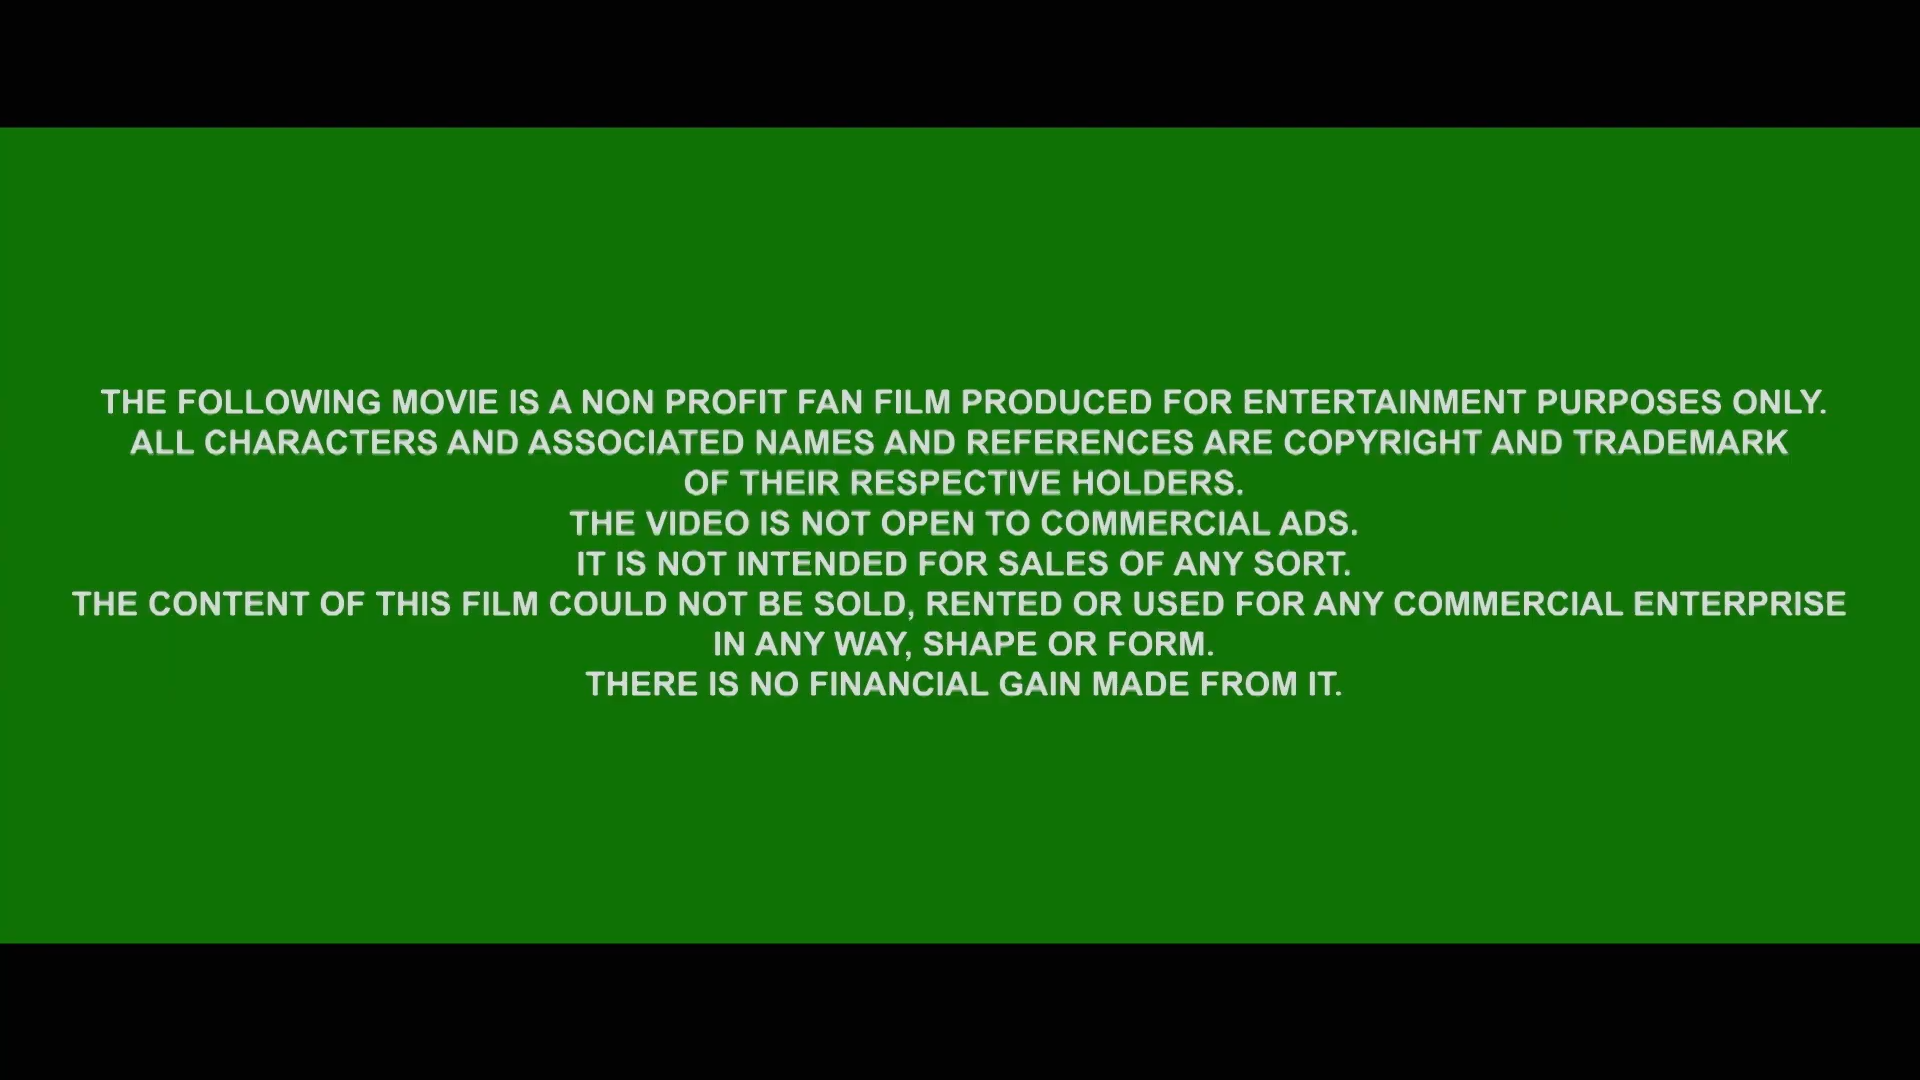 THE FOLLOWING MOVIE IS A NON PROFIT FAN FILM PRODUCED FOR ENTERTAINMENT PURPOSES ONLY.
ALL CHARACTERS AND ASSOCIATED NAMES AND REFERENCES ARE COPYRIGHT AND TRADEMARK
OF THEIR RESPECTIVE HOLDERS.
THE VIDEO IS NOT OPEN TO COMMERCIAL ADS.
IT IS NOT INTENDED FOR SALES OF ANY SORT.
THE CONTENT OF THIS FILM COULD NOT BE SOLD, RENTED OR USED FOR ANY COMMERCIAL ENTERPRISE
IN ANY WAY, SHAPE OR FORM.
THERE IS NO FINANCIAL GAIN MADE FROM IT.